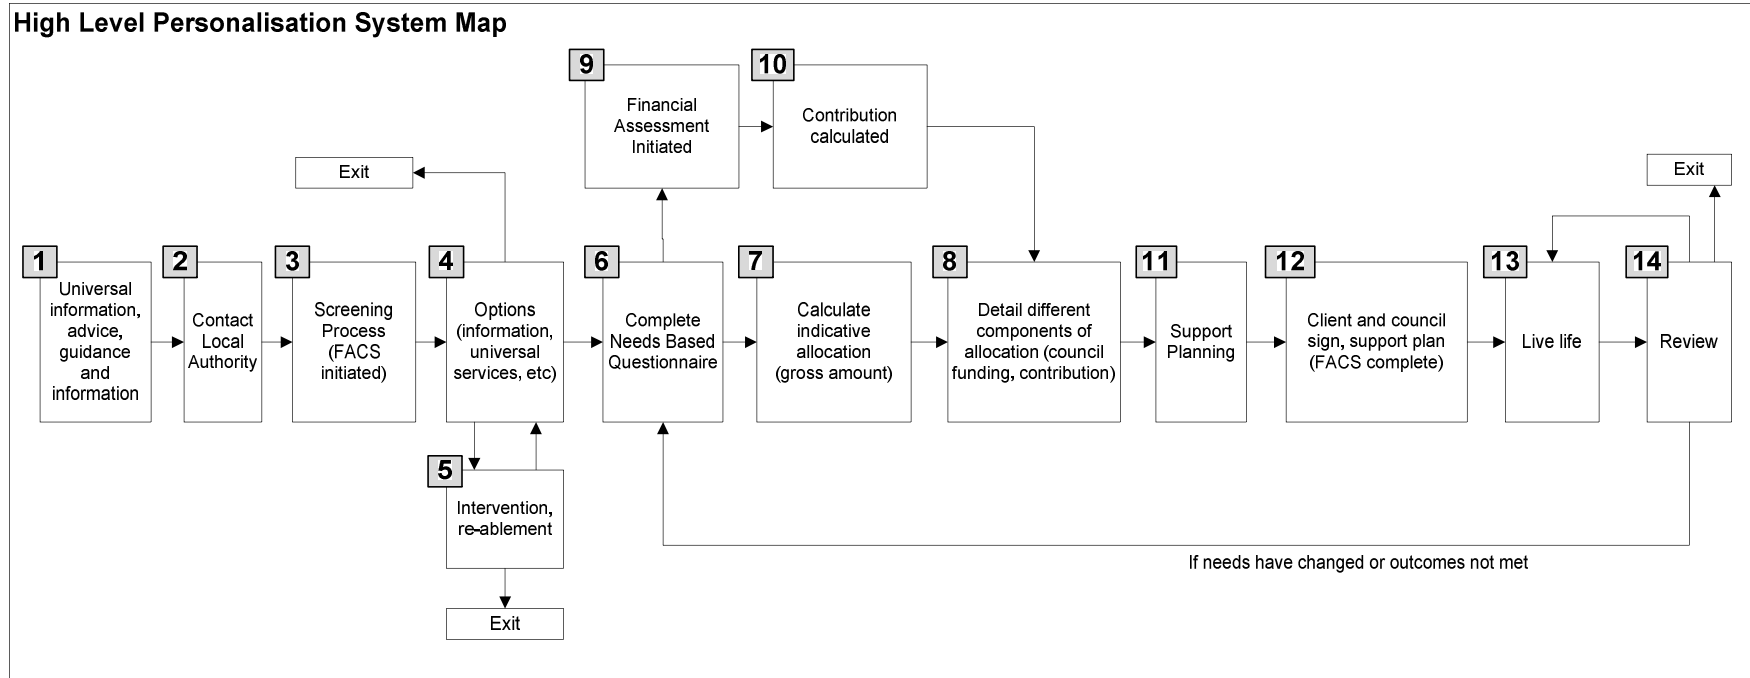 High Level Personalisation System Map
9
Financial
Assessment
Initiated
10
Contribution
calculated
Exit
Exit
1
Universal
information,
advice,
guidance
and
information
2
Contact
Local
Authority
3
Screening
Process
(FACS
initiated)
4
Options
(information,
universal
services, etc)
5
Intervention,
re-ablement
Exit
6
Complete
Needs Based
Questionnaire
7
Calculate
indicative
allocation
(gross amount)
8
Detail different
components of
allocation (council
funding, contribution)
11
Support
Planning
12
Client and council
sign, support plan
(FACS complete)
13
Live life
14
Review
If needs have changed or outcomes not met